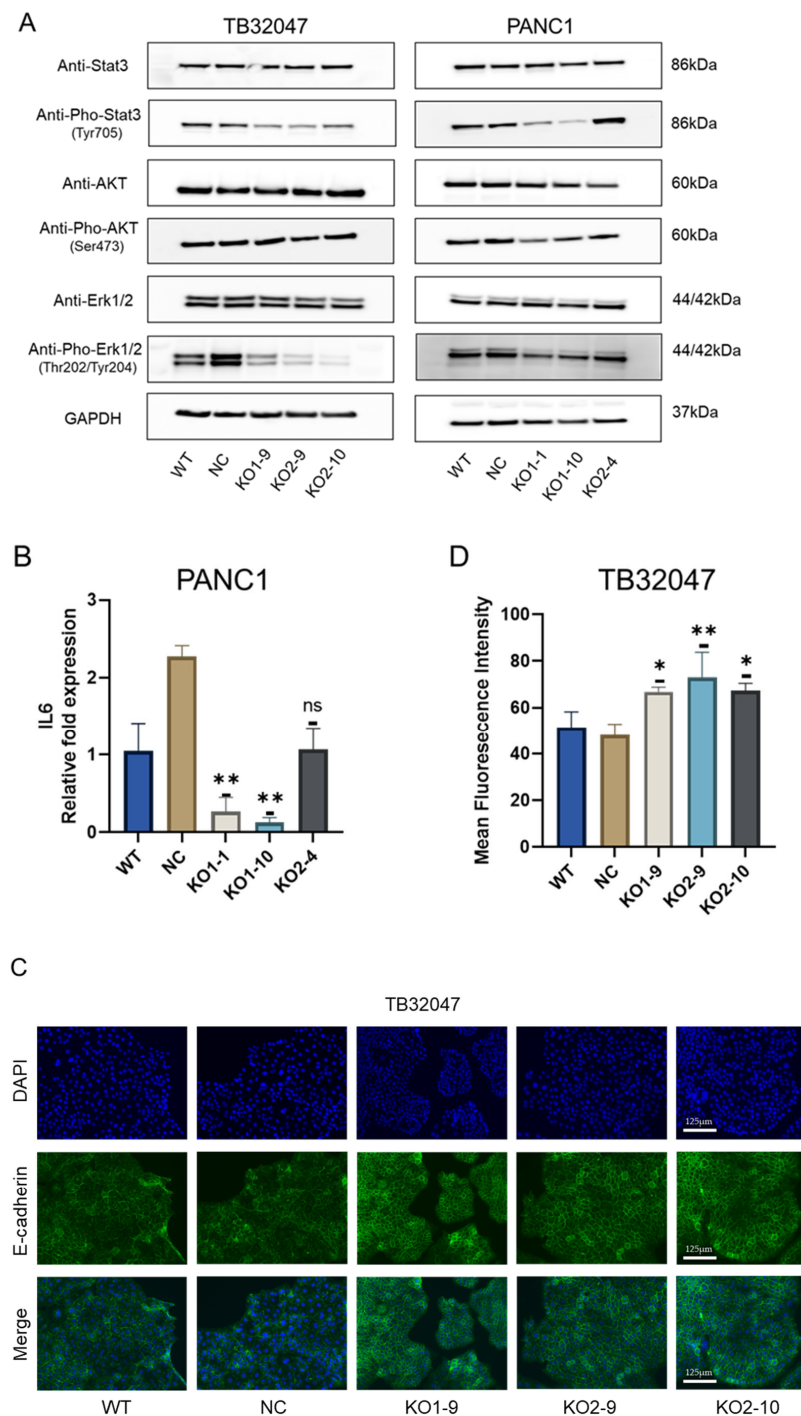 A
TB32047
PANC1
Anti-Stat3
86kDa
Anti-Pho-Stat3
(Tyr705)
86kDa
Anti-AKT
60kDa
Anti-Pho-AKT
(Ser473)
60kDa
Anti-Erk1/2
44/42kDa
Anti-Pho-Erk1/2
(Thr202/Tyr204)
44/42kDa
GAPDH
37kDa
WT NC KO1-9 KO2-9 KO2-10
WT NC KO1-1 KO1-10 KO2-4
B
PANC1
IL6
Relative fold expression
3
2
1
0
** ** ns
WT NC KO1-1 KO1-10 KO2-4
D
TB32047
Mean Fluoresecence Intensity
100
80
60
40
20
0
* ** *
WT NC KO1-9 KO2-9 KO2-10
C
TB32047
DAPI
125μm
E-cadherin
125μm
Merge
125μm
WT NC KO1-9 KO2-9 KO2-10